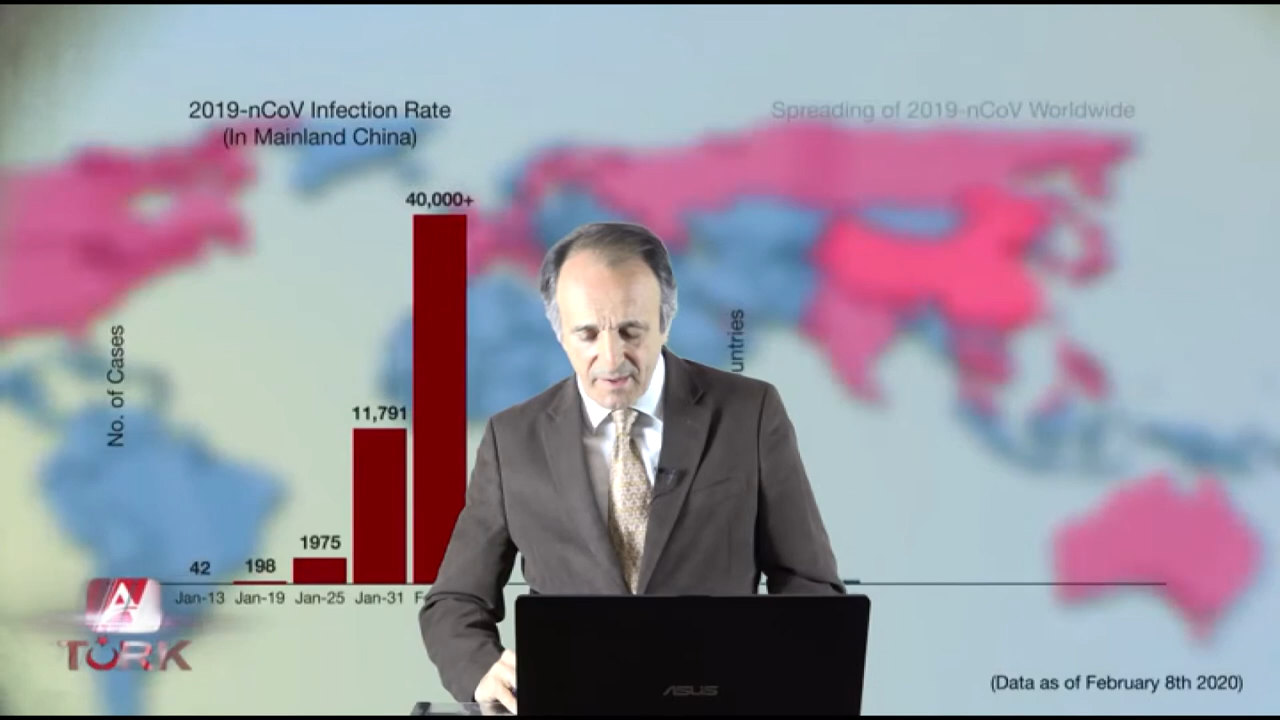 2019-nCoV Infection Rate
(In Mainland China)
Spreading of 2019-nCoV Worldwide
40,000+
11,791
1975
198
42
No. of Cases
untries
Jan-13 Jan-19 Jan-25 Jan-31
A
TÜRK
ASUS
(Data as of February 8th 2020)